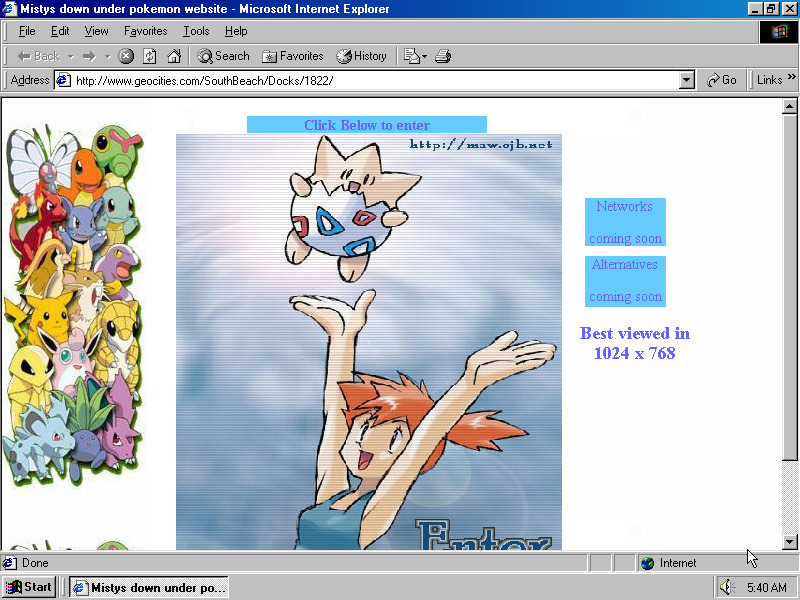 Mistys down under pokemon website - Microsoft Internet Explorer
File Edit View Favorites Tools Help
Back Search Favorites History
Address http://www.geocities.com/SouthBeach/Docks/1822/ Go Links »
Click Below to enter
http://maw.ojb.net
Networks
coming soon
Alternatives
coming soon
Best viewed in
1024 x 768
Enter
Done Internet
Start Mistys down under po... 5:40 AM